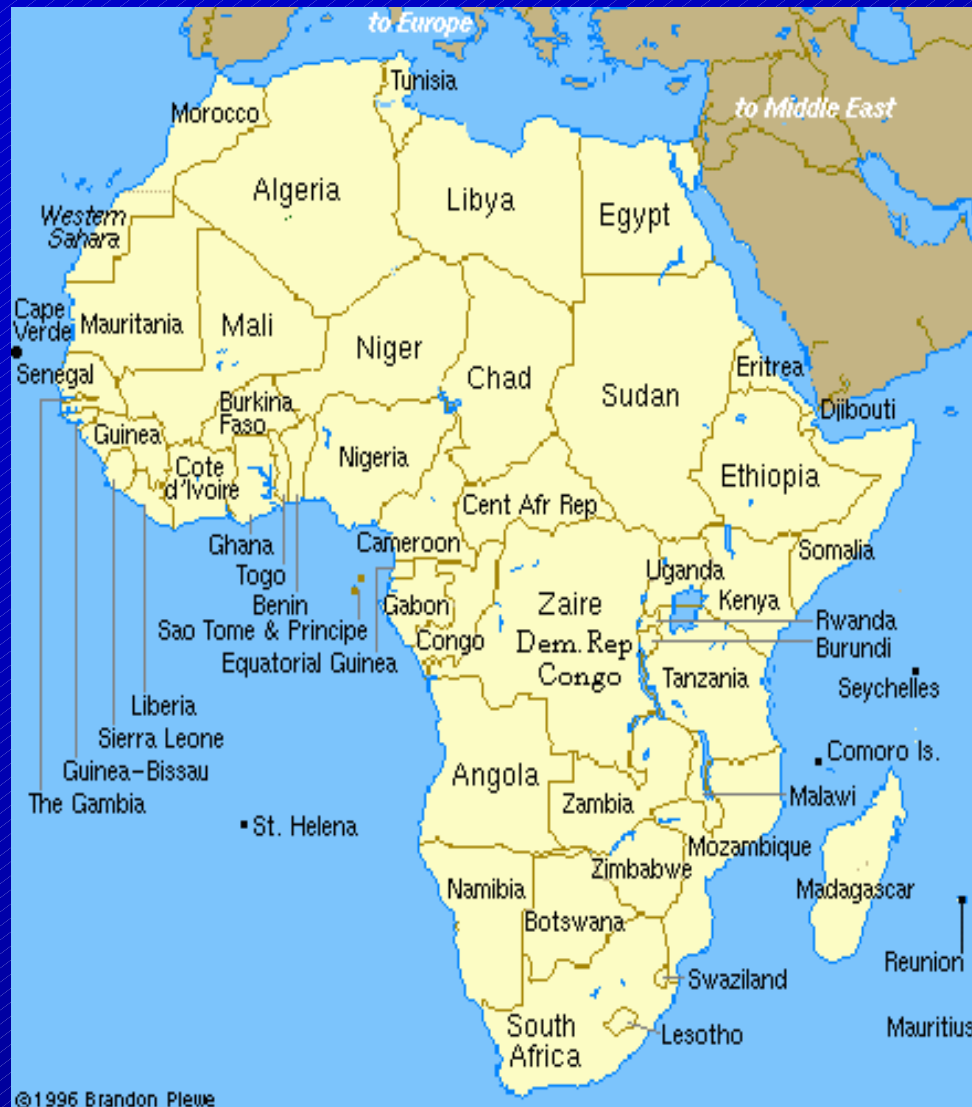 to Europe
Tunisia
Morocco
to Middle East
Algeria
Libya
Egypt
Western
Sahara
Cape
Verde
Mauritania
Mali
Niger
Chad
Sudan
Eritrea
Senegal
Burkina
Faso
Djibouti
Guinea
Nigeria
Cote
d'Ivoire
Ethiopia
Cent Afr Rep
Ghana
Cameroon
Somalia
Togo
Uganda
Benin
Gabon
Zaire
Kenya
Rwanda
Sao Tome & Principe
Congo
Dem. Rep
Congo
Burundi
Equatorial Guinea
Tanzania
Seychelles
Liberia
Sierra Leone
Comoro Is.
Guinea-Bissau
Angola
The Gambia
Zambia
Malawi
St. Helena
Mozambique
Zimbabwe
Namibia
Madagascar
Botswana
Reunion
Swaziland
South
Africa
Lesotho
Mauritius
©1996 Brandon Plewe